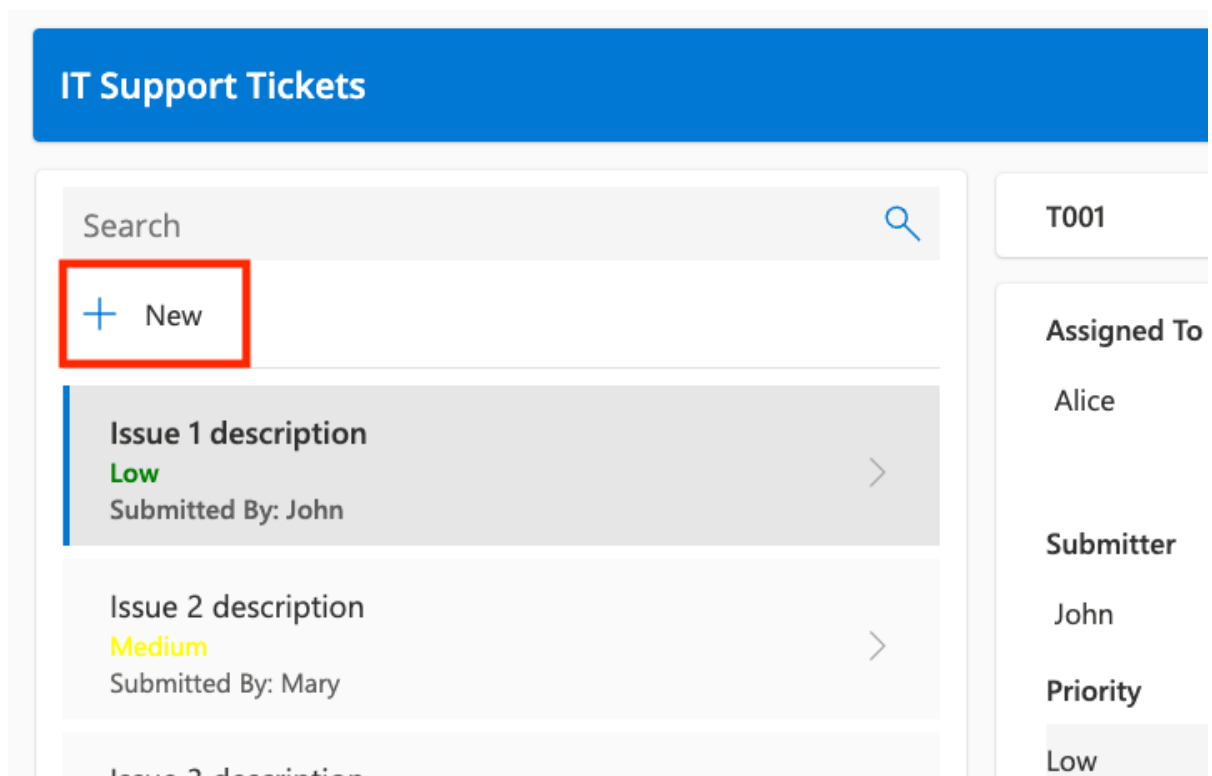 IT Support Tickets
Search
+ New
Issue 1 description
Low
Submitted By: John
Issue 2 description
Medium
Submitted By: Mary
T001
Assigned To
Alice
Submitter
John
Priority
Low